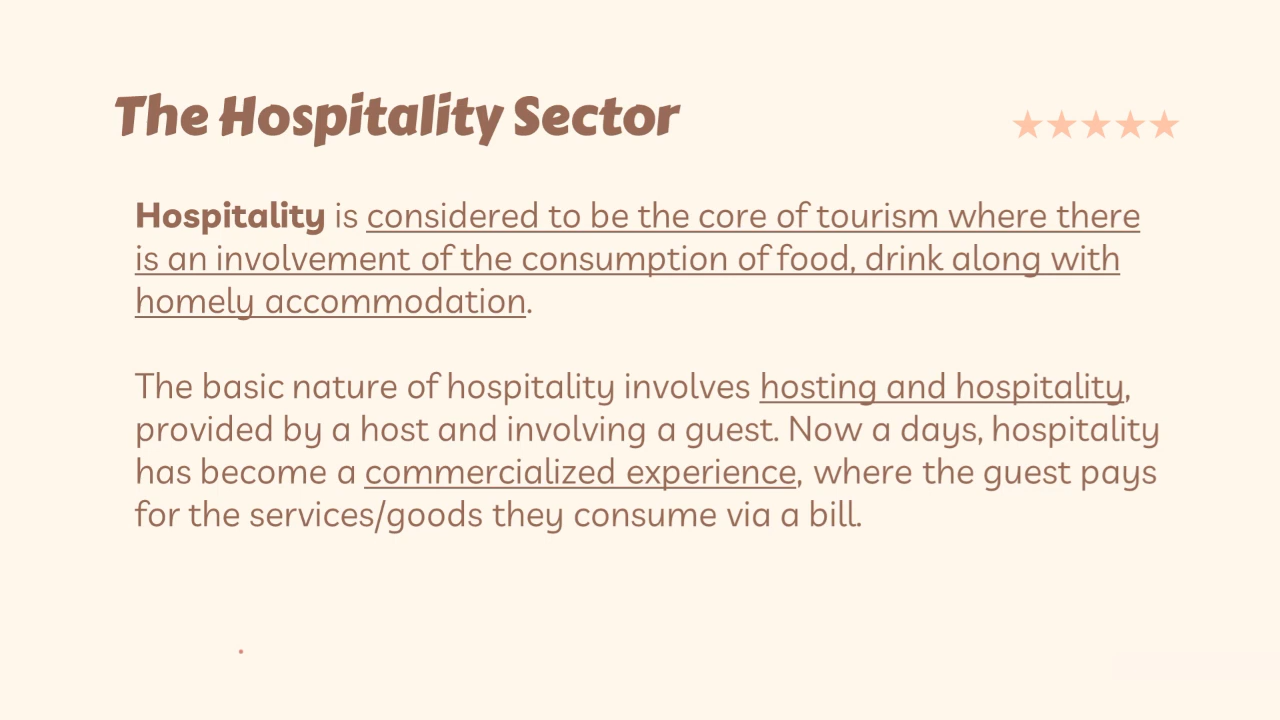 The Hospitality Sector
Hospitality is considered to be the core of tourism where there
is an involvement of the consumption of food, drink along with
homely accommodation.
The basic nature of hospitality involves hosting and hospitality,
provided by a host and involving a guest. Now a days, hospitality
has become a commercialized experience, where the guest pays
for the services/goods they consume via a bill.